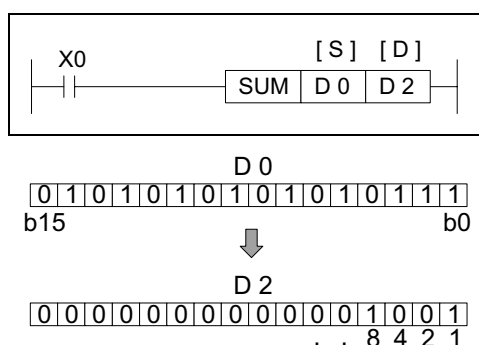 [ S ] [ D ]
X0
SUM D 0 D 2
D 0
0 1 0 1 0 1 0 1 0 1 0 1 0 1 1 1
b15 b0
D 2
0 0 0 0 0 0 0 0 0 0 0 0 1 0 0 1
. . 8 4 2 1